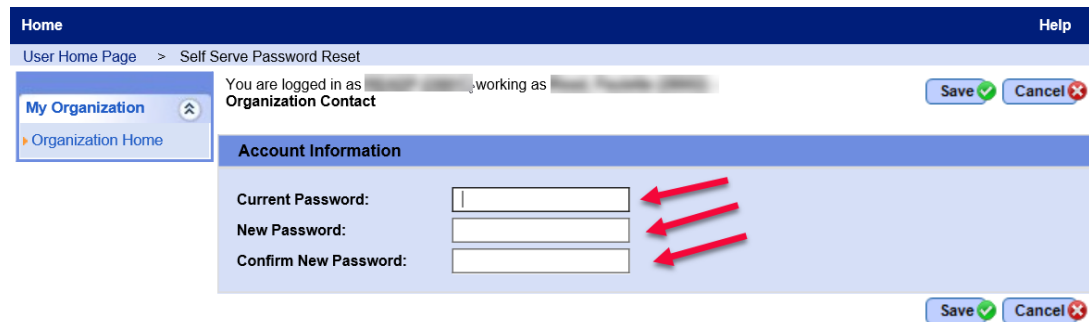 Home Help
User Home Page > Self Serve Password Reset
You are logged in as working as
Organization Contact
Save Cancel
My Organization
Organization Home
Account Information
Current Password:
New Password:
Confirm New Password:
Save Cancel